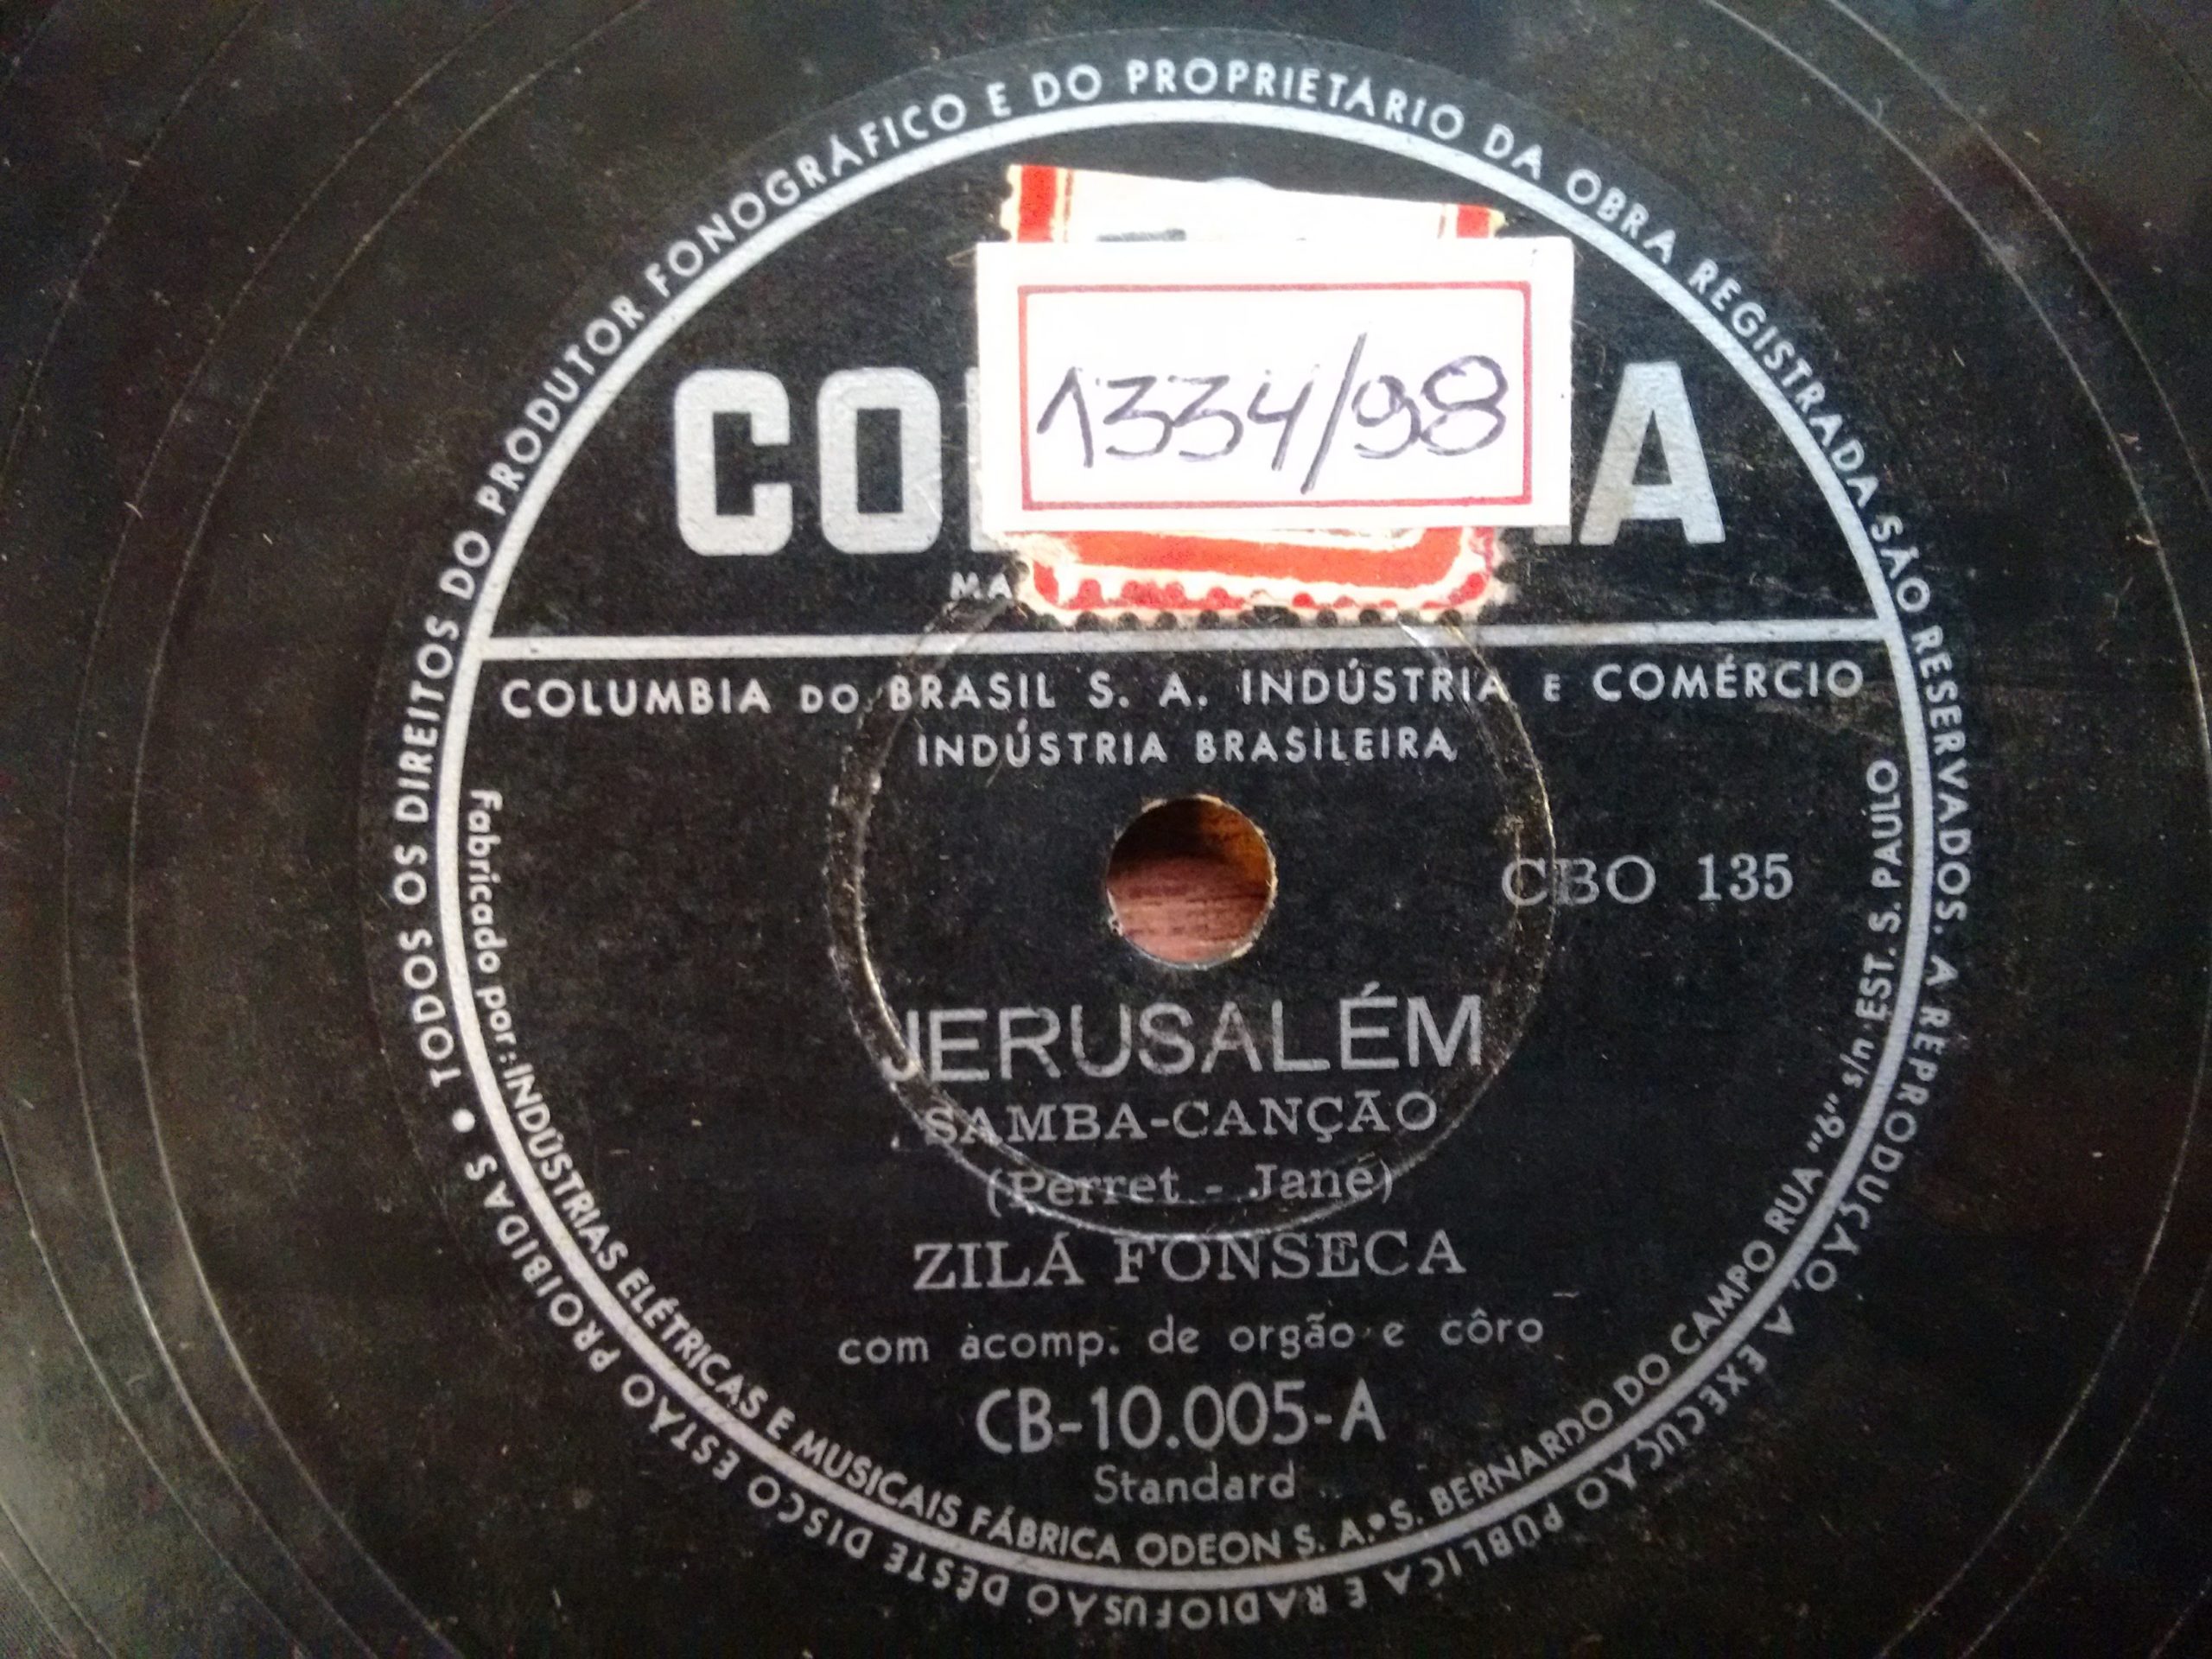 TODOS OS DIREITOS DO PRODUTOR FONOGRÁFICO E DO PROPRIETÁRIO DA OBRA REGISTRADA SÃO RESERVADOS. A REPRODUÇÃO, A EXECUÇÃO PÚBLICA E RADIOFUSÃO DÊSTE DISCO ESTÃO PROIBIDAS •
1334/98
COLUMBIA DO BRASIL S. A. INDÚSTRIA E COMÉRCIO
INDÚSTRIA BRASILEIRA
CBO 135
JERUSALÉM
SAMBA-CANÇÃO
(Perret - Jane)
ZILÁ FONSECA
com acomp. de orgão e côro
CB-10.005-A
Standard
Fabricado por: INDÚSTRIAS ELÉTRICAS E MUSICAIS FÁBRICA ODEON S. A. • S. BERNARDO DO CAMPO RUA "9" s/n EST. S. PAULO